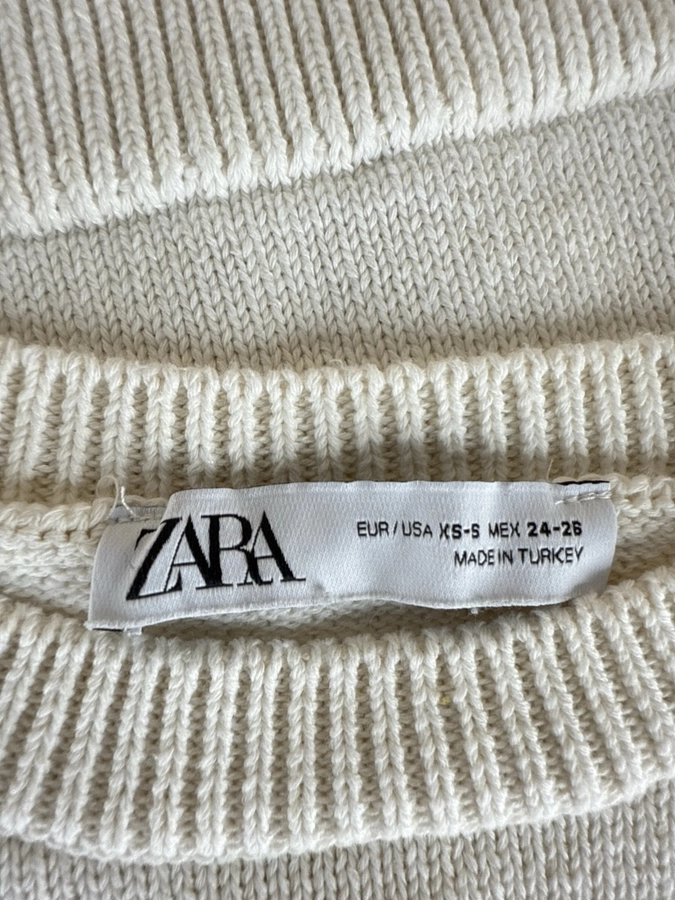 ZARA
EUR / USA XS-S MEX 24-26
MADE IN TURKEY